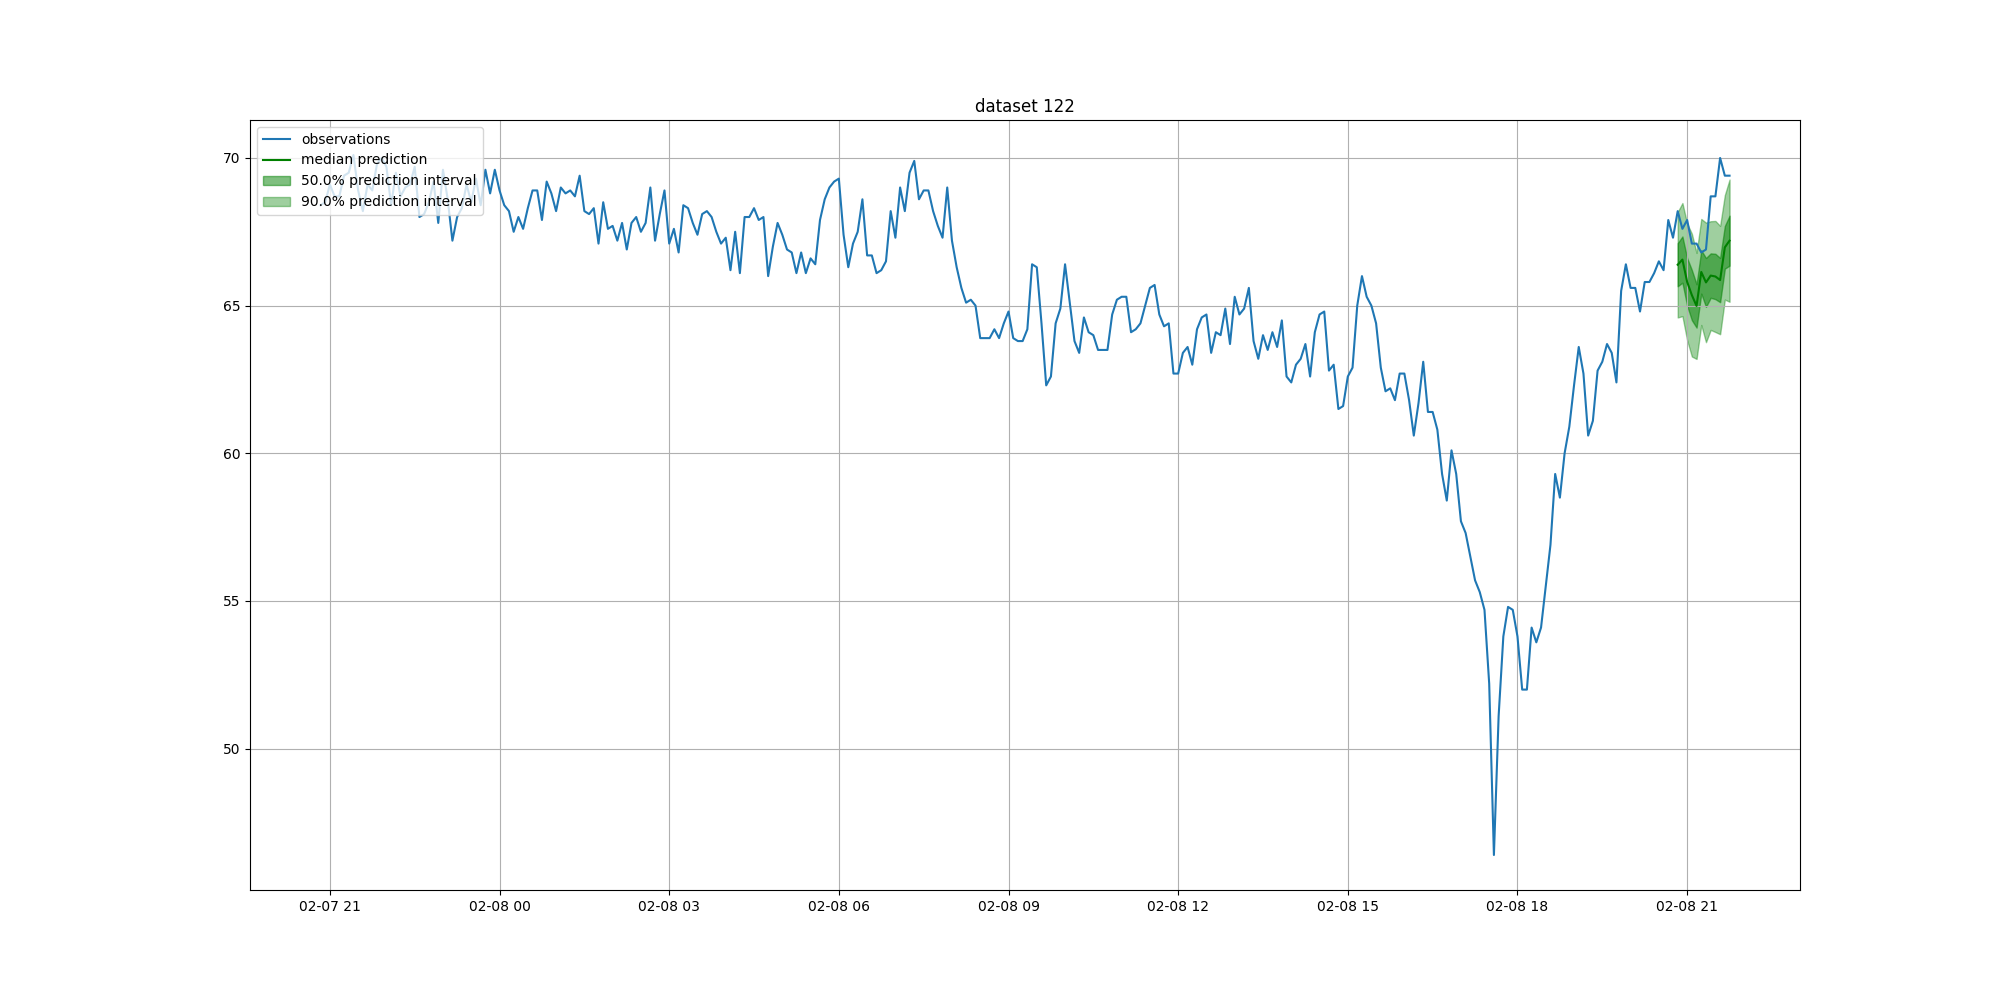 dataset 122
observations
median prediction
50.0% prediction interval
90.0% prediction interval
70
65
60
55
50
02-07 21
02-08 00
02-08 03
02-08 06
02-08 09
02-08 12
02-08 15
02-08 18
02-08 21